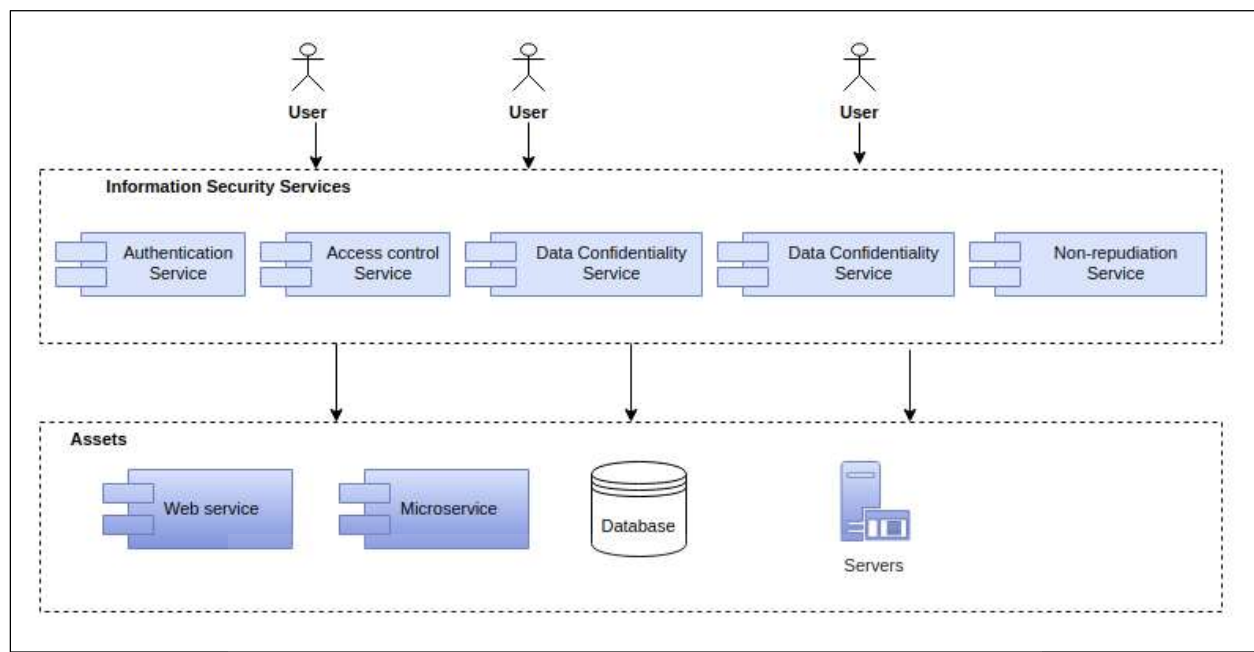 User
User
User
Information Security Services
Authentication
Service
Access control
Service
Data Confidentiality
Service
Data Confidentiality
Service
Non-repudiation
Service
Assets
Web service
Microservice
Database
Servers